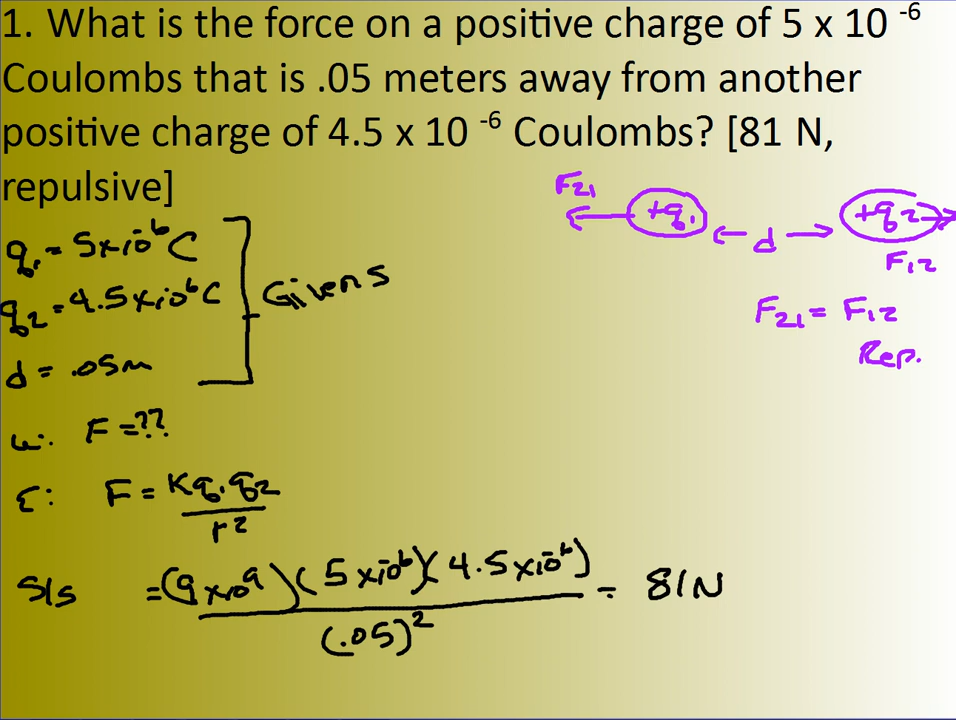 1. What is the force on a positive charge of 5 x 10 -6
Coulombs that is .05 meters away from another
positive charge of 4.5 x 10 -6 Coulombs? [81 N,
repulsive]
F21
+q1
d
+q2
F12
F21 = F12
Rep.
q1 = 5x10-6 C
q2 = 4.5x10-6 C
Givens
d = .05m
w: F = ??
E: F = Kq1q2
r2
S/S = (9x10 9)(5x10-6)(4.5x10-6) = 81N
(.05)2